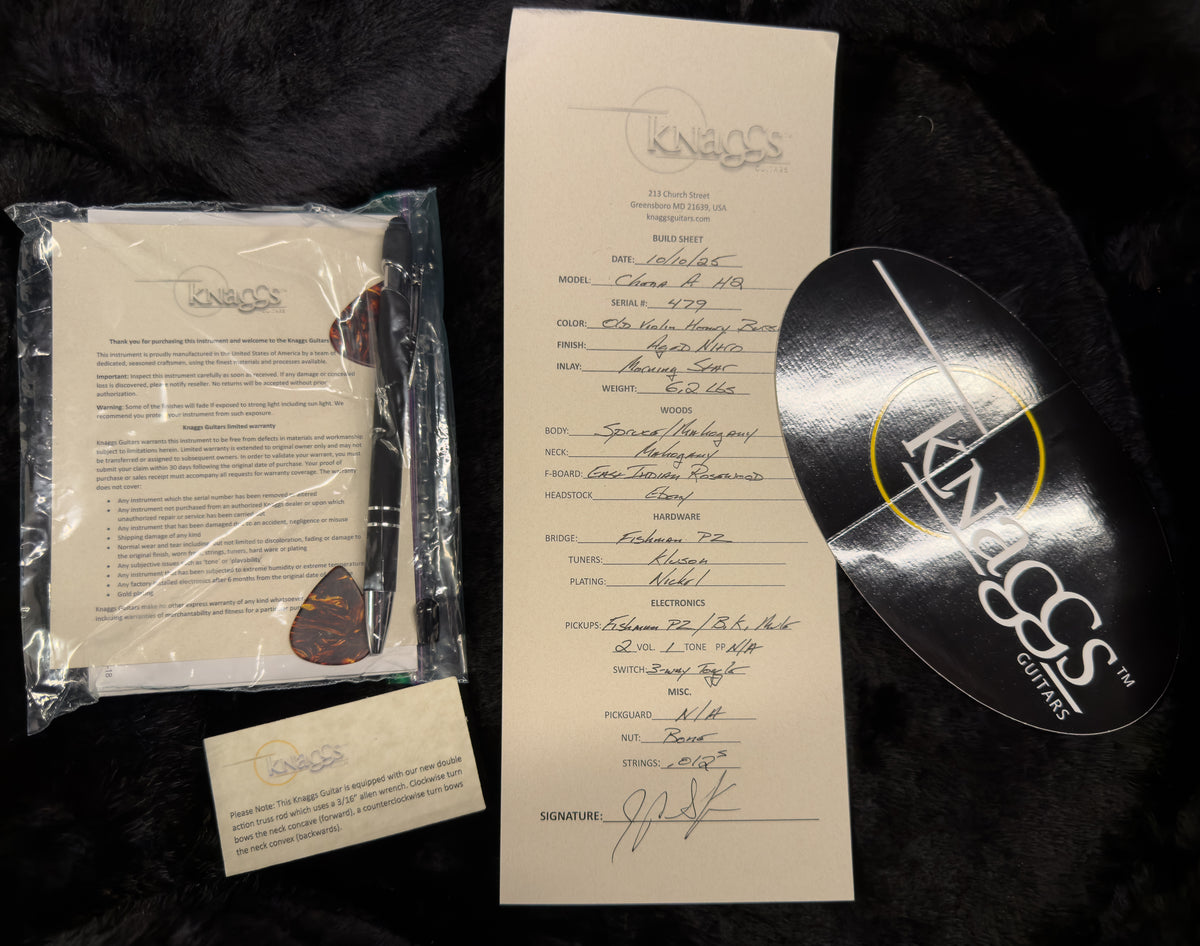 KNaggs
GUITARS
Thank you for purchasing this instrument and welcome to the Knaggs Guitars
This instrument is proudly manufactured in the United States of America by a team of
dedicated, seasoned craftsmen, using the finest materials and processes available.
Important: Inspect this instrument carefully as soon as received. If any damage or concealed
loss is discovered, please notify reseller. No returns will be accepted without prior
authorization.
Warning: Some of the finishes will fade if exposed to strong light including sun light. We
recommend you protect your instrument from such exposure.
Knaggs Guitars limited warranty
Knaggs Guitars warrants this instrument to be free from defects in materials and workmanship
subject to limitations herein. Limited warranty is extended to original owner only and may not
be transferred or assigned to subsequent owners. In order to validate your warrant, you must
submit your claim within 30 days following the original date of purchase. Your proof of
purchase or sales receipt must accompany all requests for warranty coverage. The warranty
does not cover:
• Any instrument which the serial number has been removed or altered
• Any instrument not purchased from an authorized Knaggs dealer or upon which
unauthorized repair or service has been carried out
• Any instrument that has been damaged due to an accident, negligence or misuse
• Shipping damage of any kind
• Normal wear and tear including but not limited to discoloration, fading or damage to
the original finish, worn frets, strings, tuners, hard ware or plating
• Any subjective issues such as 'tone' or 'playability'
• Any instrument that has been subjected to extreme humidity or extreme temperature
• Any factory installed electronics after 6 months from the original date of
• Gold plating
Knaggs Guitars make no other express warranty of any kind whatsoever
including warranties of merchantability and fitness for a particular
KNaggs
Please Note: This Knaggs Guitar is equipped with our new double
action truss rod which uses a 3/16" allen wrench. Clockwise turn
bows the neck concave (forward), a counterclockwise turn bows
the neck convex (backwards).
KNaggs
GUITARS
213 Church Street
Greensboro MD 21639, USA
knaggsguitars.com
BUILD SHEET
DATE: 10/10/25
MODEL: A HQ
SERIAL #: 479
COLOR: Old Violin Honey
FINISH: Aged Nitro
INLAY: Morning Star
WEIGHT: 6.2 Lbs
WOODS
BODY: Spruce/Mahogany
NECK: Mahogany
F-BOARD: East Indian Rosewood
HEADSTOCK Ebony
HARDWARE
BRIDGE: Fishman PZ
TUNERS: Kluson
PLATING: Nickel
ELECTRONICS
PICKUPS: Fishman PZ / B.K.
2 VOL. 1 TONE PP N/A
SWITCH: 3-way Toggle
MISC.
PICKGUARD N/A
NUT: Bone
STRINGS: .012s
SIGNATURE:
KNaggs™
GUITARS